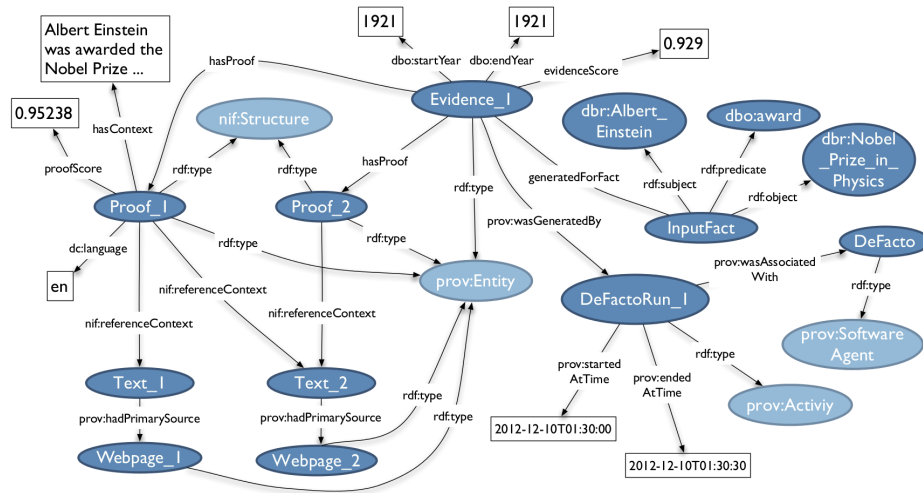 Albert Einstein
was awarded the
Nobel Prize ...
1921
1921
0.929
hasProof
dbo:startYear
dbo:endYear
evidenceScore
Evidence_1
0.95238
hasContext
nif:Structure
dbr:Albert_
Einstein
dbo:award
dbr:Nobel
_Prize_in_
Physics
proofScore
rdf:type
rdf:type
hasProof
rdf:type
generatedForFact
rdf:subject
rdf:predicate
rdf:object
Proof_1
Proof_2
prov:wasGeneratedBy
InputFact
dc:language
rdf:type
rdf:type
DeFacto
en
nif:referenceContext
prov:Entity
prov:wasAssociated
With
rdf:type
DeFactoRun_1
nif:referenceContext
nif:referenceContext
prov:Software
Agent
prov:started
AtTime
prov:ended
AtTime
rdf:type
Text_1
Text_2
rdf:type
rdf:type
prov:Activiy
prov:hadPrimarySource
prov:hadPrimarySource
2012-12-10T01:30:00
Webpage_1
Webpage_2
2012-12-10T01:30:30